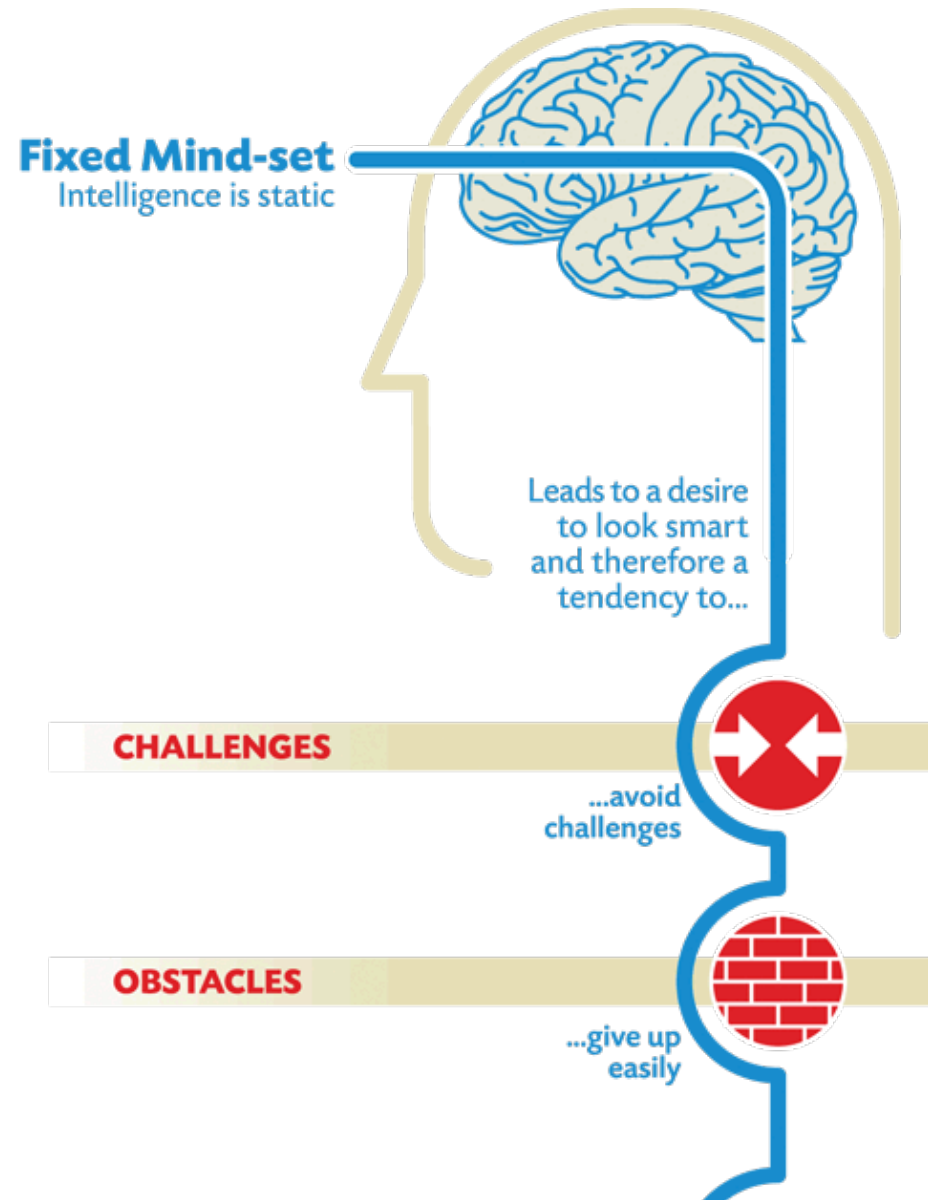 Fixed Mind-set
Intelligence is static
Leads to a desire
to look smart
and therefore a
tendency to...
CHALLENGES
...avoid
challenges
OBSTACLES
...give up
easily